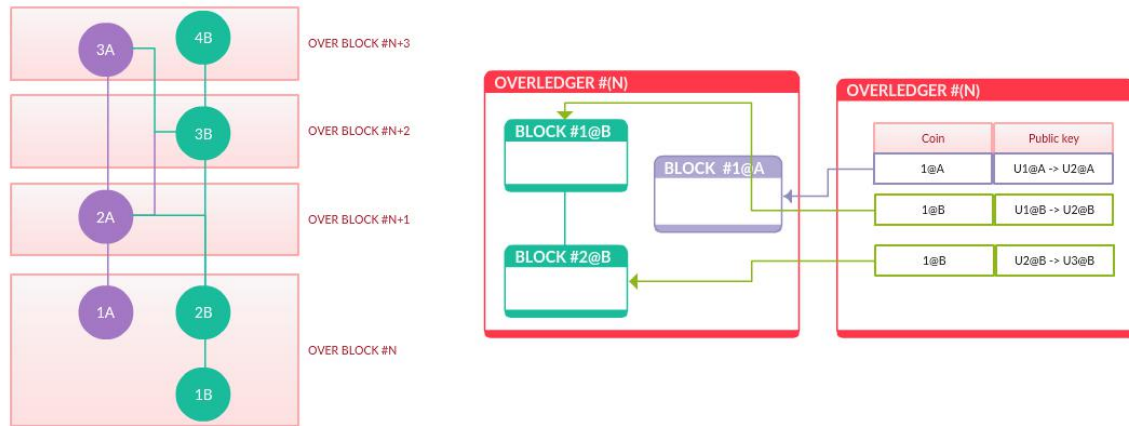 3A
4B
OVER BLOCK #N+3
3B
OVER BLOCK #N+2
2A
OVER BLOCK #N+1
1A
2B
OVER BLOCK #N
1B
OVERLEDGER #(N)
BLOCK #1@B
BLOCK #1@A
BLOCK #2@B
OVERLEDGER #(N)
Coin Public key
1@A U1@A -> U2@A
1@B U1@B -> U2@B
1@B U2@B -> U3@B